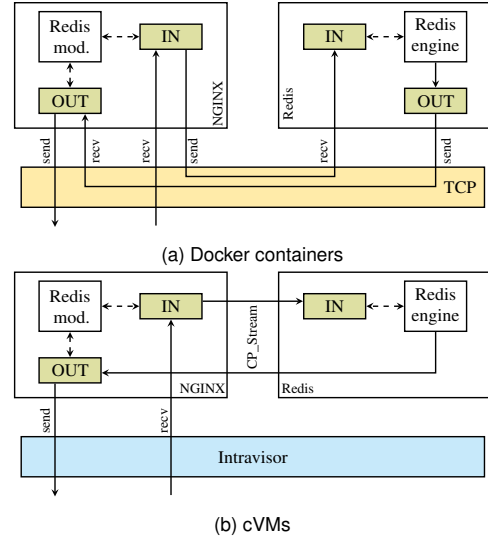 Redis
mod.
IN
OUT
NGINX
IN
Redis
engine
OUT
Redis
send
recv
recv
send
recv
send
TCP
(a) Docker containers
Redis
mod.
IN
OUT
NGINX
CP_Stream
IN
Redis
engine
Redis
send
recv
Intravisor
(b) cVMs